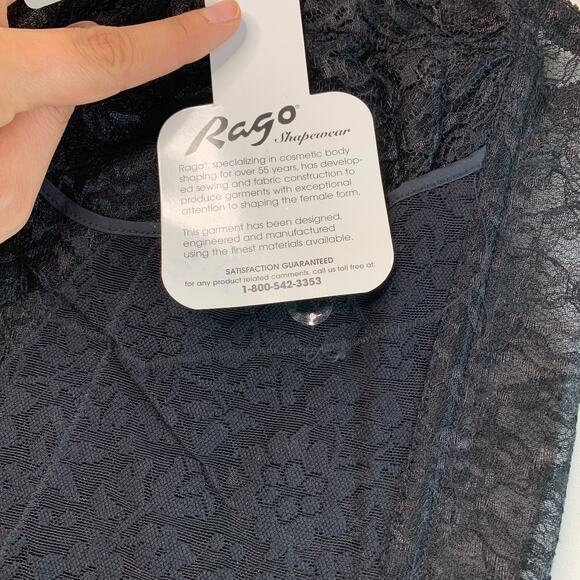 Rago®
Shapewear
Rago®, specializing in cosmetic body
shaping for over 55 years, has develop-
ed sewing and fabric construction to
produce garments with exceptional
attention to shaping the female form.
This garment has been designed,
engineered and manufactured
using the finest materials available.
SATISFACTION GUARANTEED
for any product related comments, call us toll free at:
1-800-542-3353